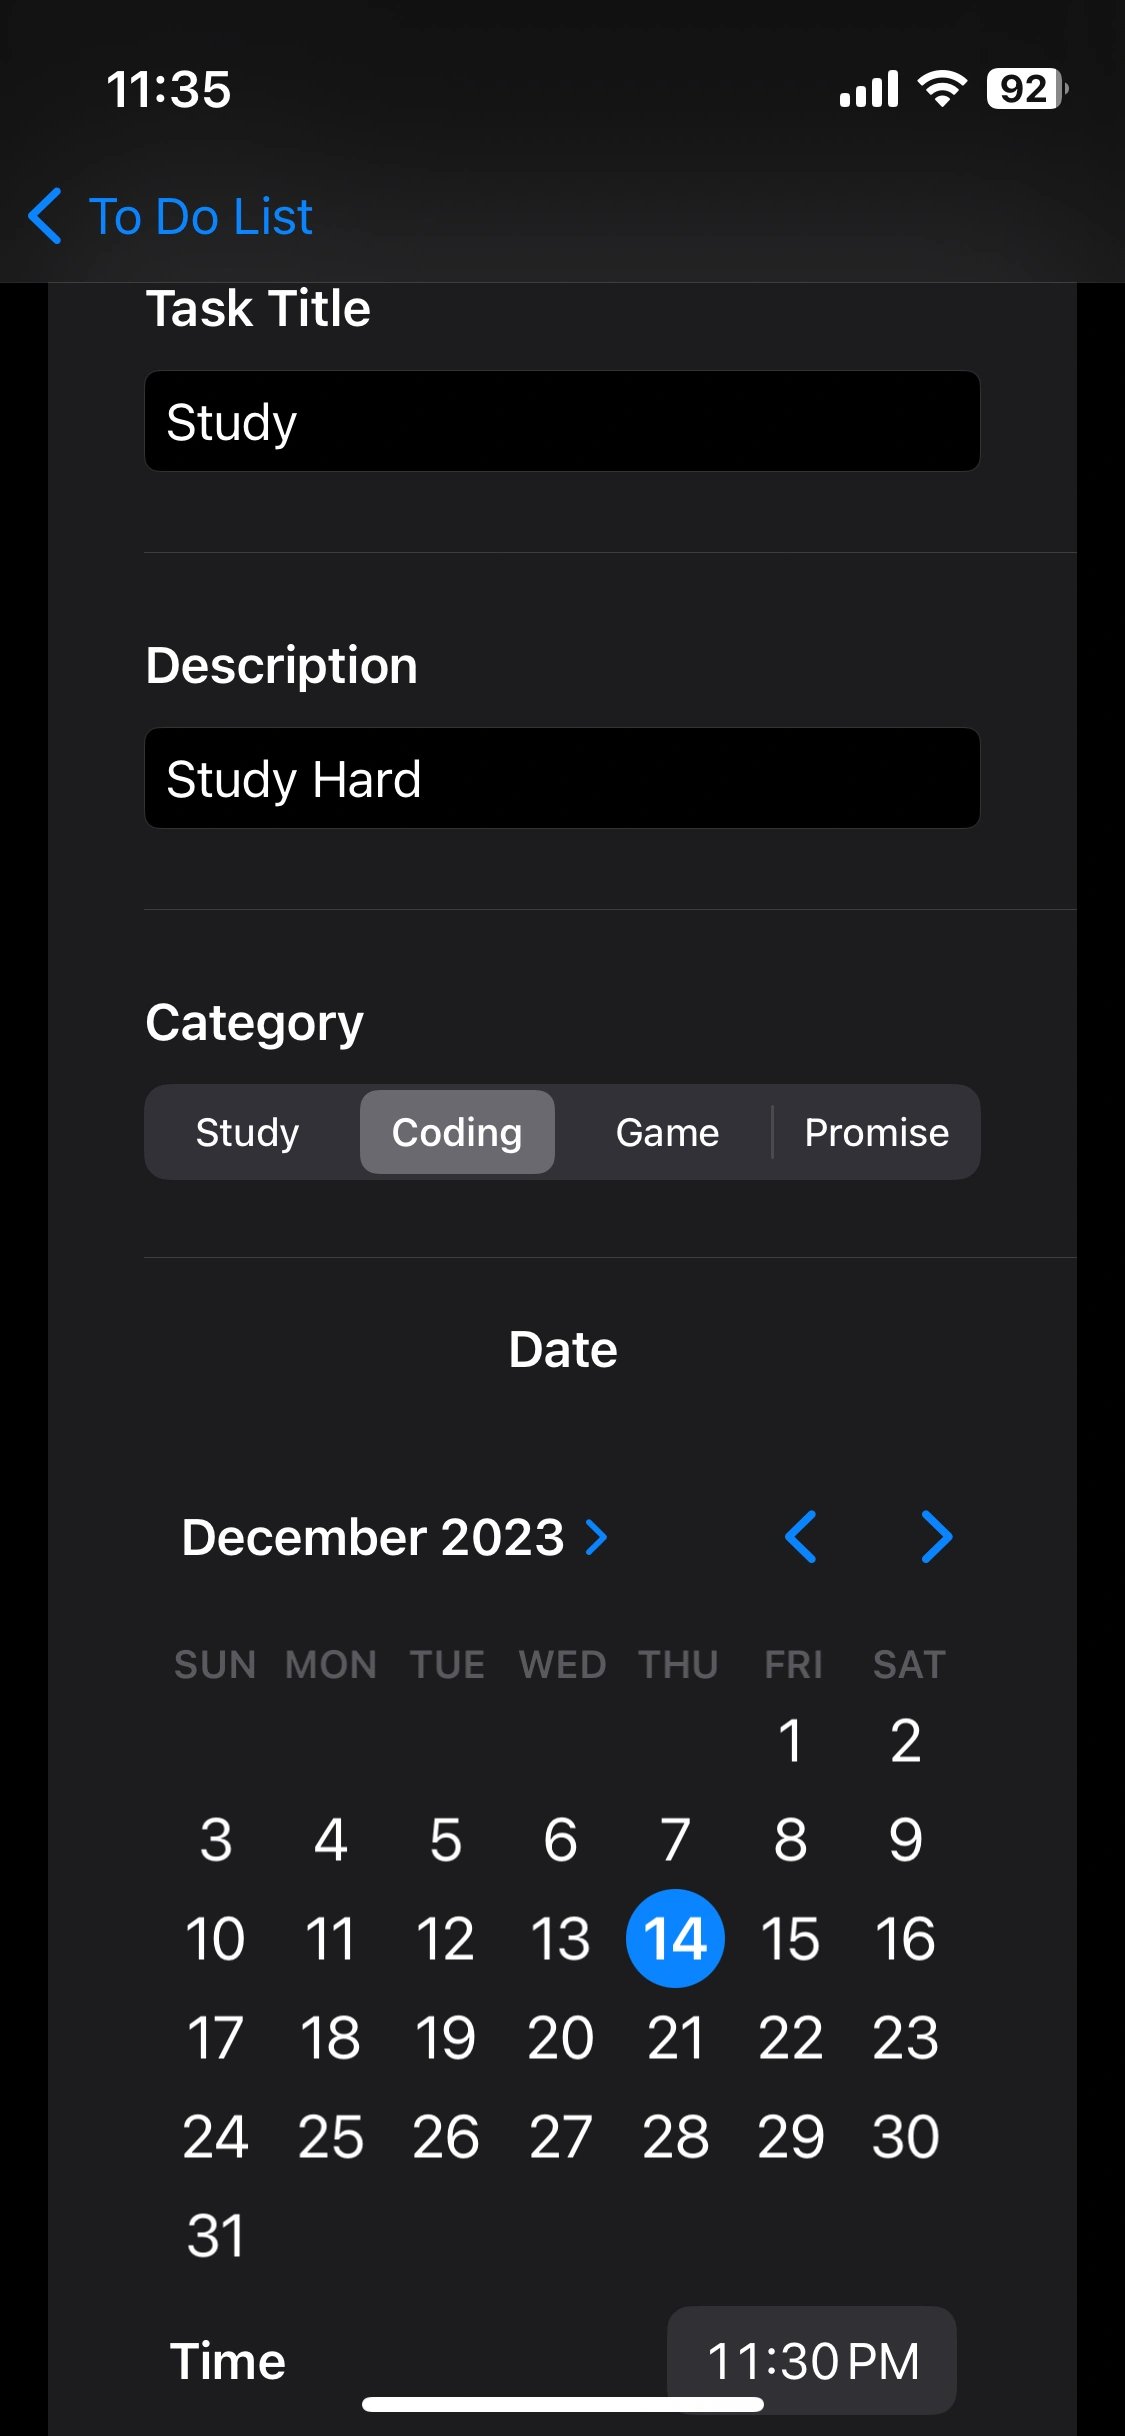 11:35
92
To Do List
Task Title
Study
Description
Study Hard
Category
Study Coding Game Promise
Date
December 2023
SUN MON TUE WED THU FRI SAT
1 2
3 4 5 6 7 8 9
10 11 12 13 14 15 16
17 18 19 20 21 22 23
24 25 26 27 28 29 30
31
Time 11:30 PM